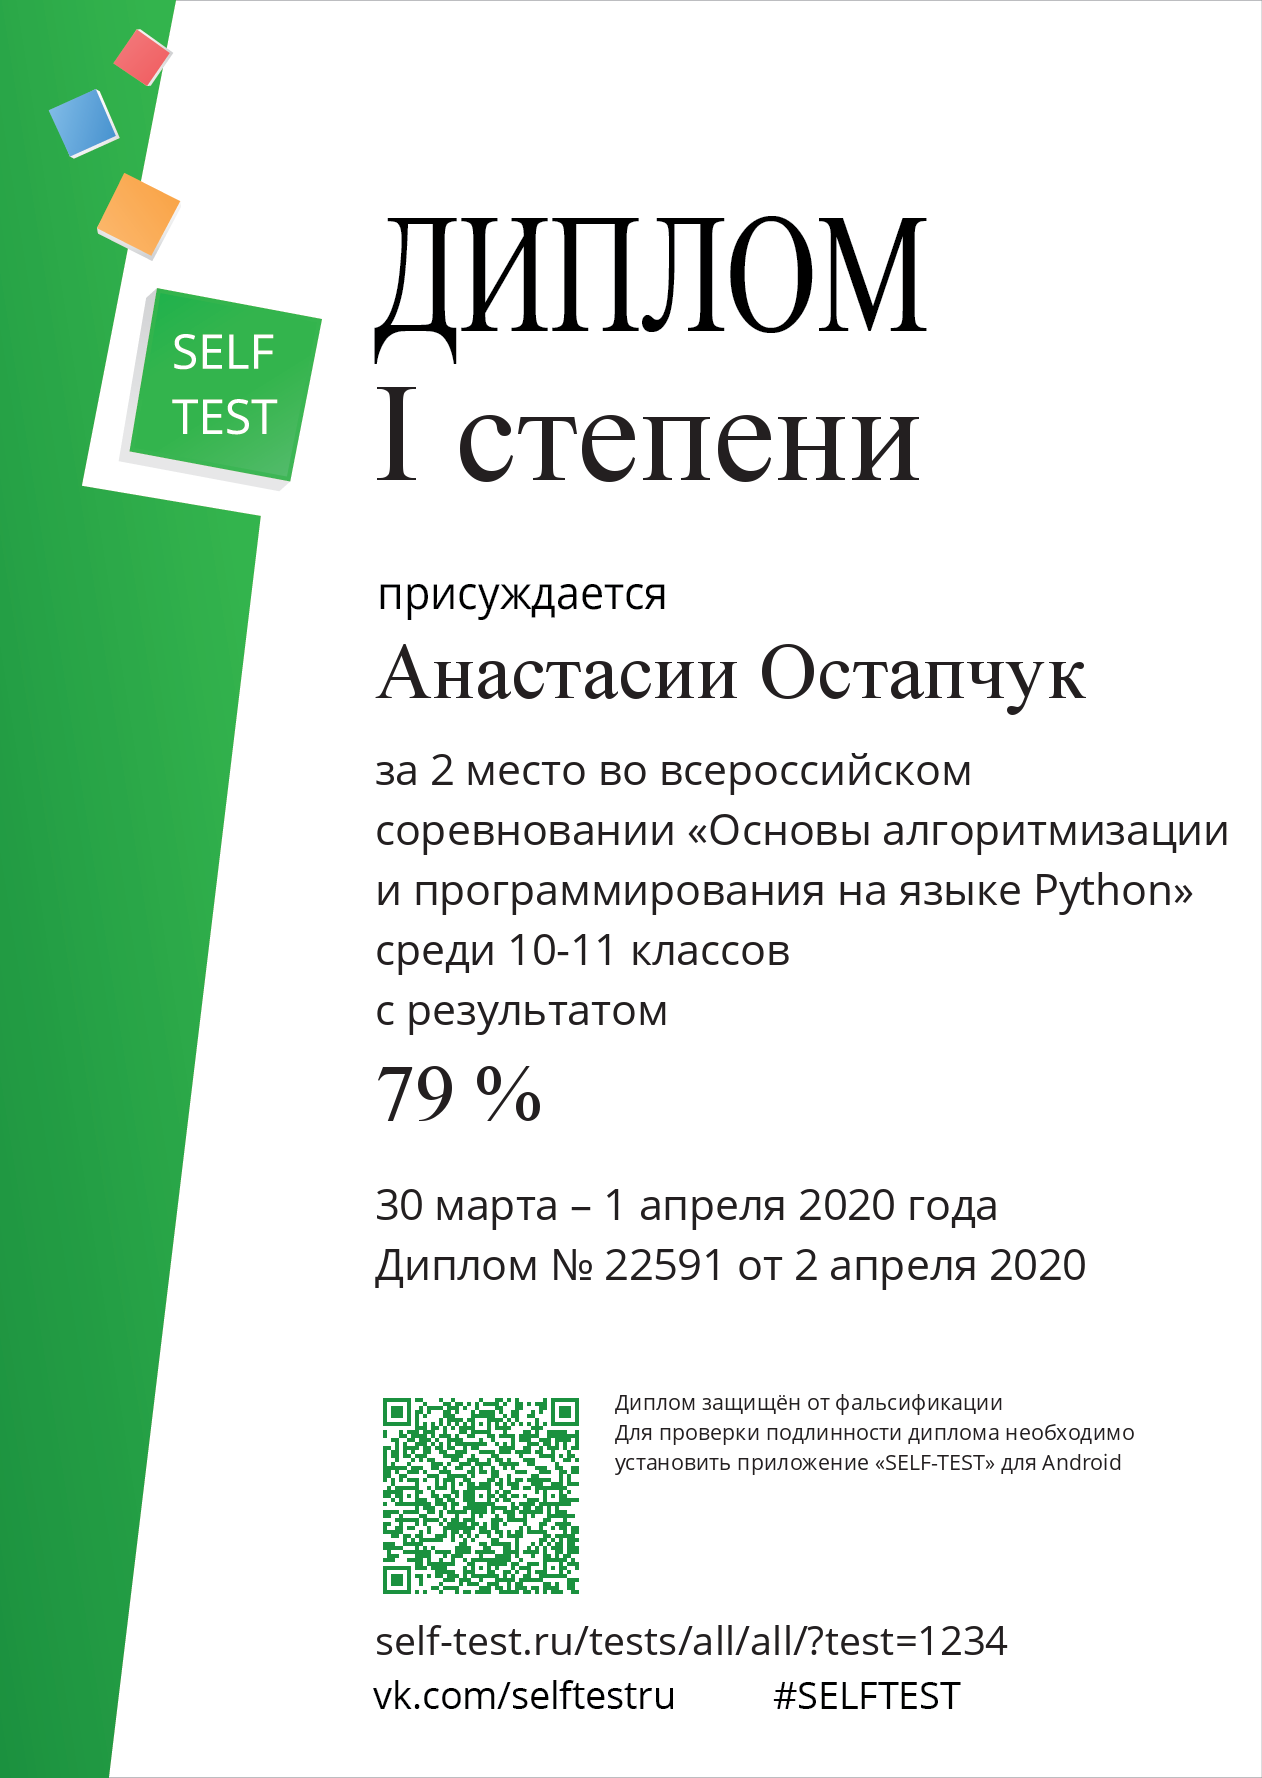 SELF
TEST
ДИПЛОМ
I степени
присуждается
Анастасии Остапчук
за 2 место во всероссийском
соревновании «Основы алгоритмизации
и программирования на языке Python»
среди 10-11 классов
с результатом
79 %
30 марта – 1 апреля 2020 года
Диплом № 22591 от 2 апреля 2020
Диплом защищён от фальсификации
Для проверки подлинности диплома необходимо
установить приложение «SELF-TEST» для Android
self-test.ru/tests/all/all/?test=1234
vk.com/selftestru #SELFTEST